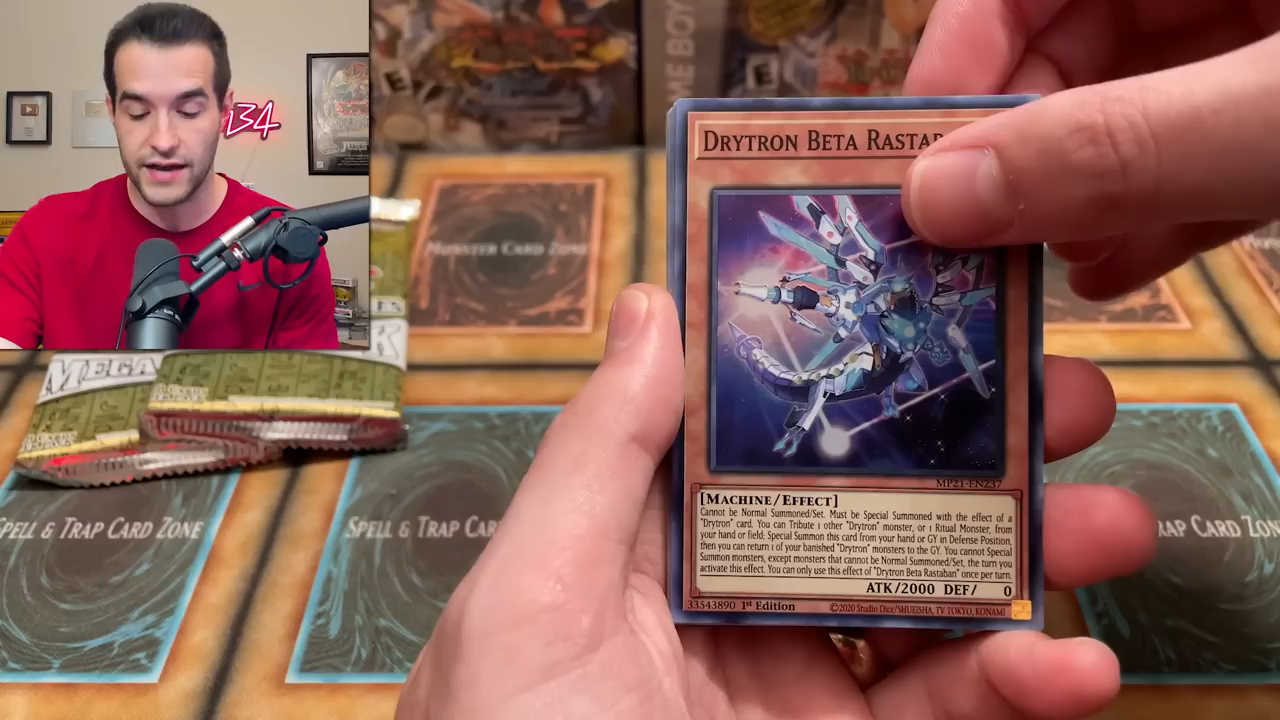 134
GAME BOY
E
E
MONSTER CARD ZONE
DRYTRON BETA RASTAB
MP21-EN237
[MACHINE/EFFECT]
Cannot be Normal Summoned/Set. Must be Special Summoned with the effect of a
"Drytron" card. You can Tribute 1 other "Drytron" monster, or 1 Ritual Monster, from
your hand or field; Special Summon this card from your hand or GY in Defense Position,
then you can return 1 of your banished "Drytron" monsters to the GY. You cannot Special
Summon monsters, except monsters that cannot be Normal Summoned/Set, the turn you
activate this effect. You can only use this effect of "Drytron Beta Rastaban" once per turn.
ATK/2000 DEF/ 0
33543890 1st Edition
©2020 Studio Dice/SHUEISHA, TV TOKYO, KONAMI
MEGA
K
SPELL & TRAP CARD ZONE
SPELL & TRAP CAR
RAP CARD ZON